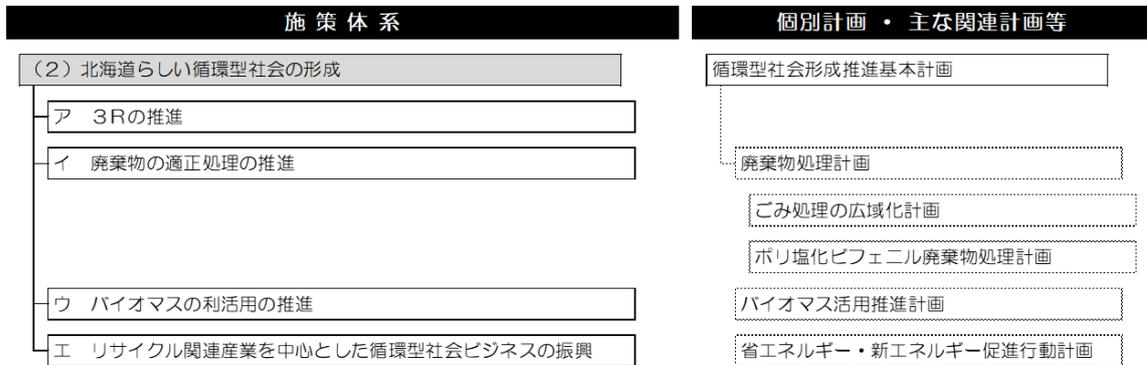 施策体系
個別計画 ・ 主な関連計画等
（２）北海道らしい循環型社会の形成
循環型社会形成推進基本計画
ア　３Rの推進
イ　廃棄物の適正処理の推進
廃棄物処理計画
ごみ処理の広域化計画
ポリ塩化ビフェニル廃棄物処理計画
ウ　バイオマスの利活用の推進
バイオマス活用推進計画
エ　リサイクル関連産業を中心とした循環型社会ビジネスの振興
省エネルギー・新エネルギー促進行動計画